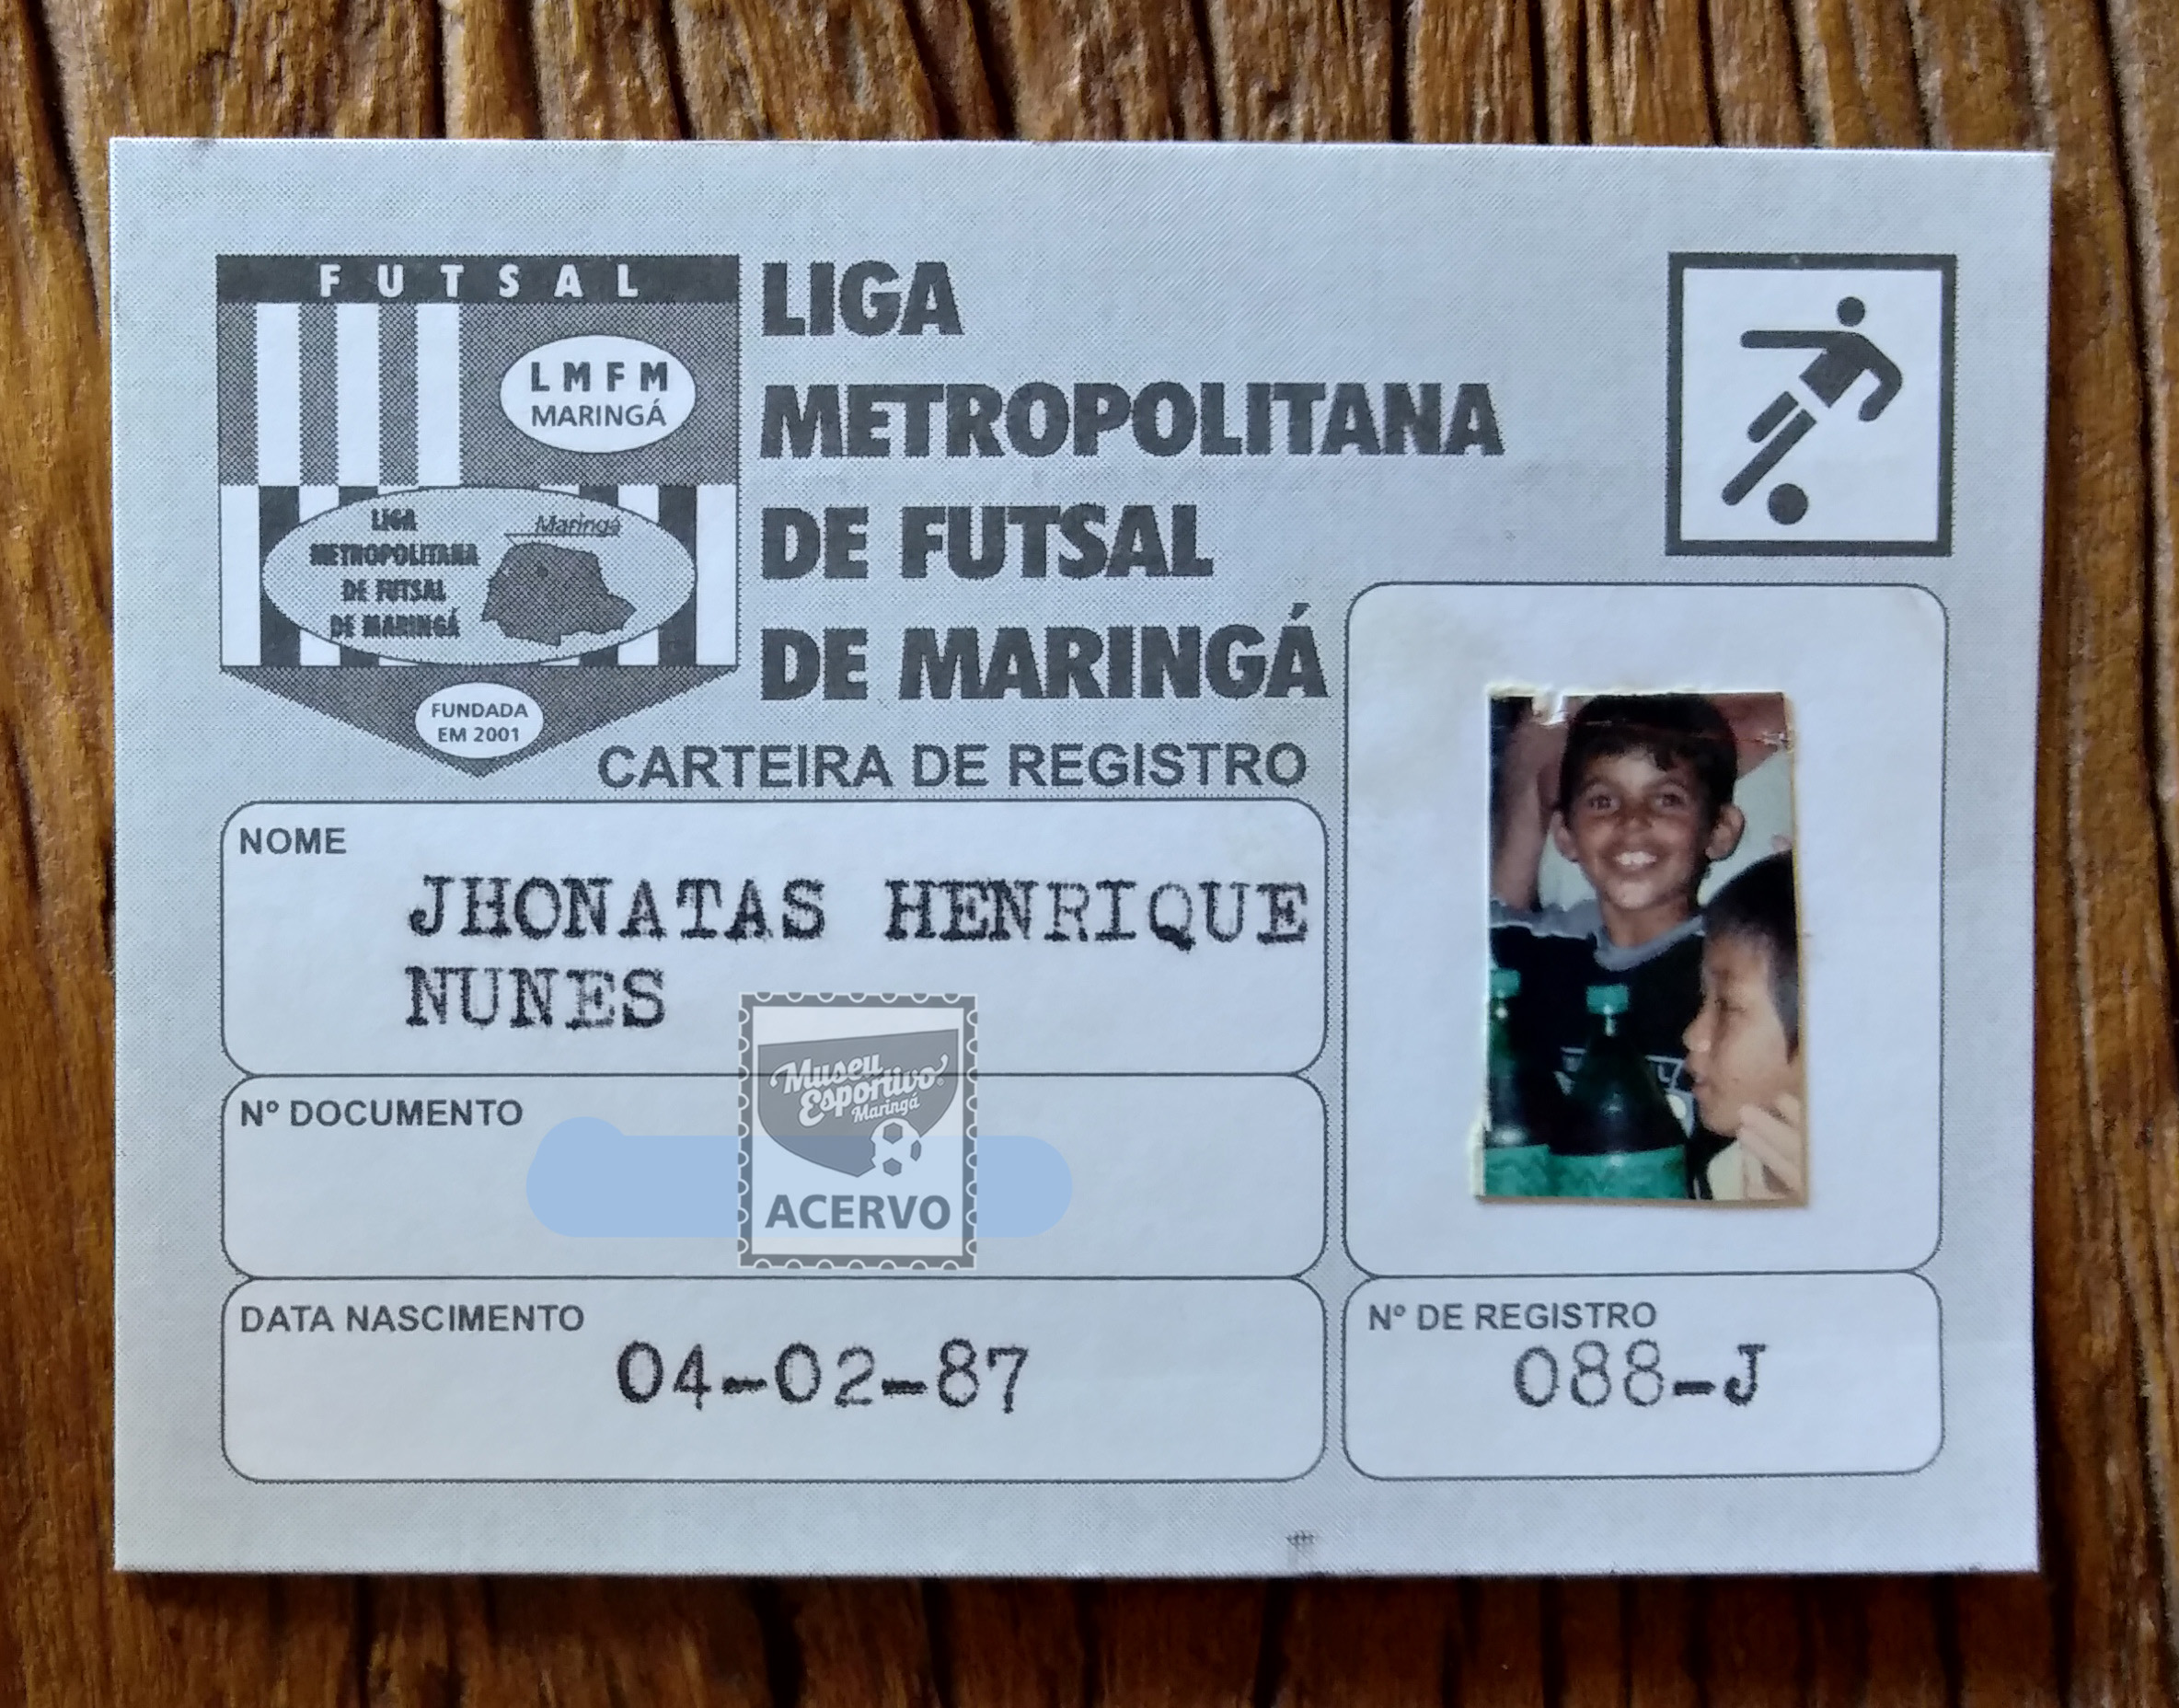 FUTSAL
LMFM
MARINGÁ
LIGA
METROPOLITANA
DE FUTSAL
DE MARINGÁ
Maringá
FUNDADA
EM 2001
LIGA
METROPOLITANA
DE FUTSAL
DE MARINGÁ
CARTEIRA DE REGISTRO
NOME
JHONATAS HENRIQUE
NUNES
Nº DOCUMENTO
Museu
Esportivo
Maringá
ACERVO
DATA NASCIMENTO
04-02-87
Nº DE REGISTRO
088-J